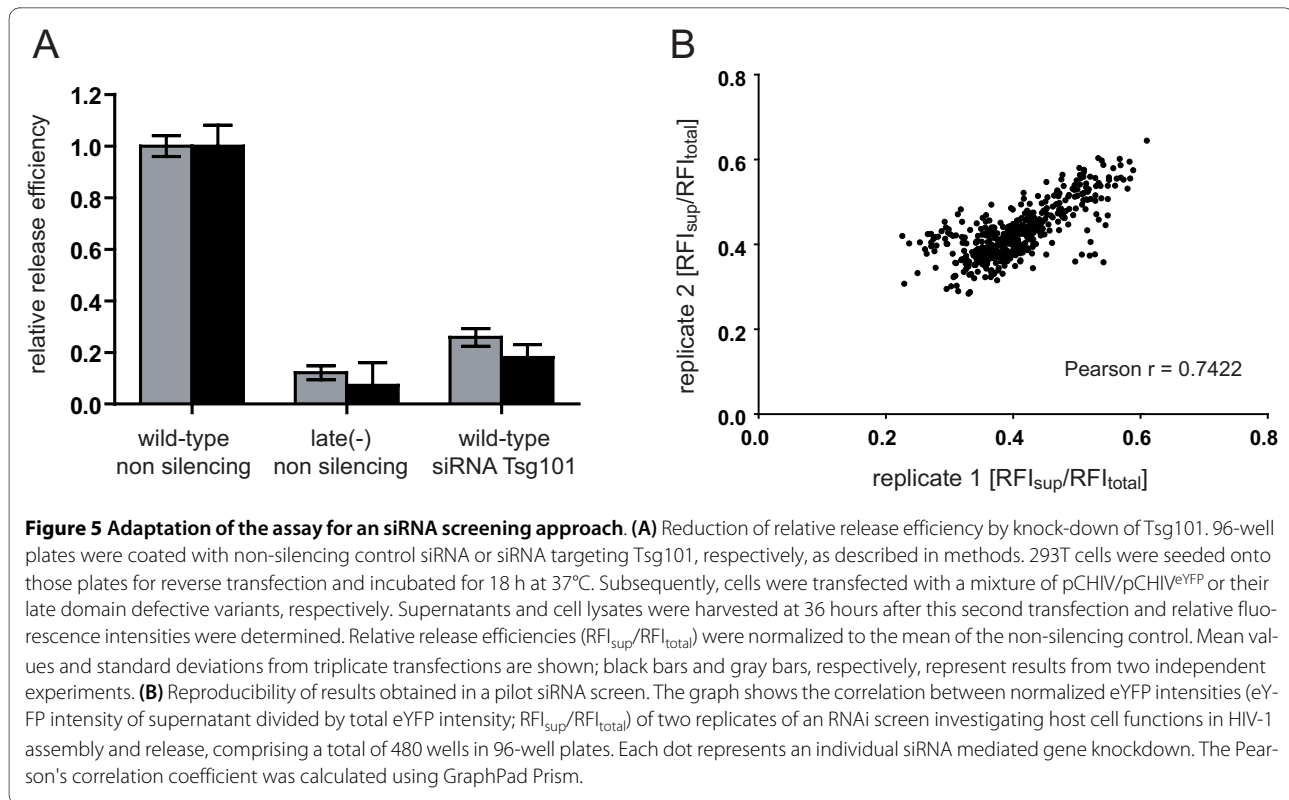 A
relative release efficiency
1.2
1.0
0.8
0.6
0.4
0.2
0.0
wild-type
non silencing
late(-)
non silencing
wild-type
siRNA Tsg101
B
replicate 2 [RFIsup/RFItotal]
0.8
0.6
0.4
0.2
0.0
Pearson r = 0.7422
0.0 0.2 0.4 0.6 0.8
replicate 1 [RFIsup/RFItotal]
Figure 5 Adaptation of the assay for an siRNA screening approach. (A) Reduction of relative release efficiency by knock-down of Tsg101. 96-well
plates were coated with non-silencing control siRNA or siRNA targeting Tsg101, respectively, as described in methods. 293T cells were seeded onto
those plates for reverse transfection and incubated for 18 h at 37°C. Subsequently, cells were transfected with a mixture of pCHIV/pCHIVeYFP or their
late domain defective variants, respectively. Supernatants and cell lysates were harvested at 36 hours after this second transfection and relative fluo-
rescence intensities were determined. Relative release efficiencies (RFIsup/RFItotal) were normalized to the mean of the non-silencing control. Mean val-
ues and standard deviations from triplicate transfections are shown; black bars and gray bars, respectively, represent results from two independent
experiments. (B) Reproducibility of results obtained in a pilot siRNA screen. The graph shows the correlation between normalized eYFP intensities (eY-
FP intensity of supernatant divided by total eYFP intensity; RFIsup/RFItotal) of two replicates of an RNAi screen investigating host cell functions in HIV-1
assembly and release, comprising a total of 480 wells in 96-well plates. Each dot represents an individual siRNA mediated gene knockdown. The Pear-
son's correlation coefficient was calculated using GraphPad Prism.